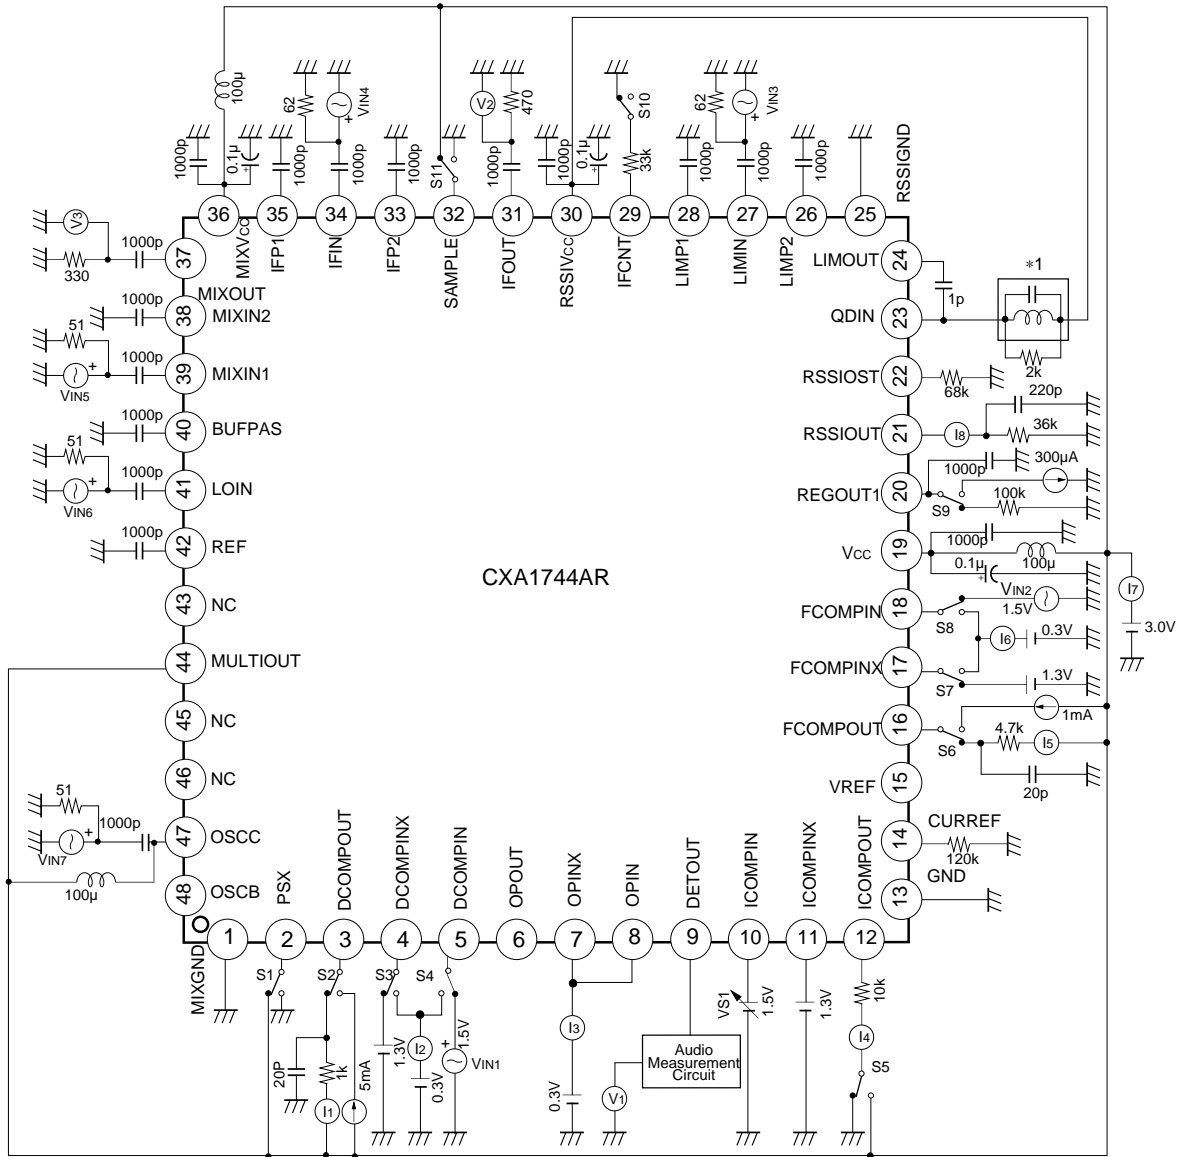 100µ
62
VIN4
V2
470
S10
62
VIN3
1000p
0.1µ
1000p
1000p
1000p
S11
1000p
1000p
0.1µ
33k
1000p
1000p
1000p
RSSIGND
36
35
34
33
32
31
30
29
28
27
26
25
MIXVCC
IFP1
IFIN
IFP2
SAMPLE
IFOUT
RSSIVCC
IFCNT
LIMP1
LIMIN
LIMP2
V3
1000p
330
37
MIXOUT
1000p
38
MIXIN2
51
1000p
39
MIXIN1
VIN5
1000p
40
BUFPAS
51
1000p
41
LOIN
VIN6
1000p
42
REF
43
NC
44
MULTIOUT
45
NC
46
NC
51
1000p
47
OSCC
VIN7
100µ
48
OSCB
CXA1744AR
LIMOUT
24
1p
*1
QDIN
23
2k
RSSIOST
22
68k
220p
RSSIOUT
21
I8
36k
1000p
300µA
REGOUT1
20
S9
100k
VCC
19
1000p
100µ
0.1µ
I7
3.0V
FCOMPIN
18
VIN2
1.5V
S8
I6
0.3V
FCOMPINX
17
S7
1.3V
FCOMPOUT
16
1mA
S6
4.7k
I5
20p
VREF
15
CURREF
14
120k
GND
13
MIXGND
PSX
DCOMPOUT
DCOMPINX
DCOMPIN
OPOUT
OPINX
OPIN
DETOUT
ICOMPIN
ICOMPINX
ICOMPOUT
1
2
3
4
5
6
7
8
9
10
11
12
S1
S2
S3
S4
20P
1k
I1
5mA
1.3V
I2
0.3V
1.5V
VIN1
I3
0.3V
Audio
Measurement
Circuit
V1
VS1
1.5V
1.3V
10k
I4
S5